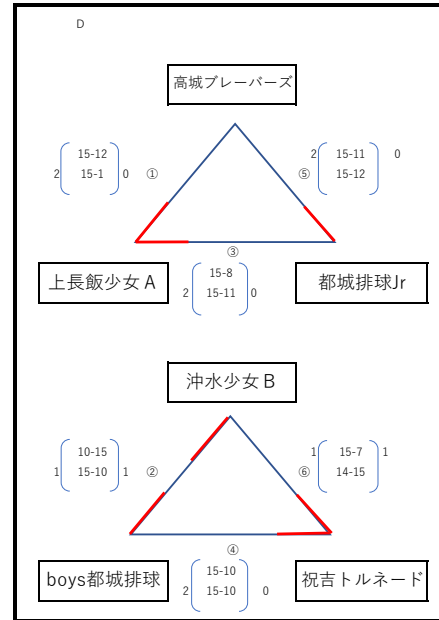 D
高城ブレーバーズ
15-12
2 15-1 0 ①
2 15-11 0
⑤ 15-12
③
上長飯少女A
15-8
2 15-11 0
都城排球Jr
沖水少女B
10-15
1 15-10 1 ②
1 15-7 1
⑥ 14-15
④
boys都城排球
15-10
2 15-10 0
祝吉トルネード